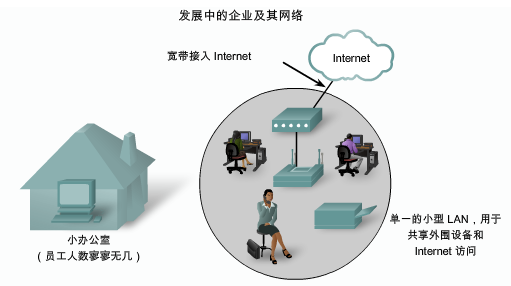 发展中的企业及其网络
宽带接入 Internet
Internet
小办公室
（员工人数寥寥无几）
单一的小型 LAN，用于
共享外围设备和
Internet 访问